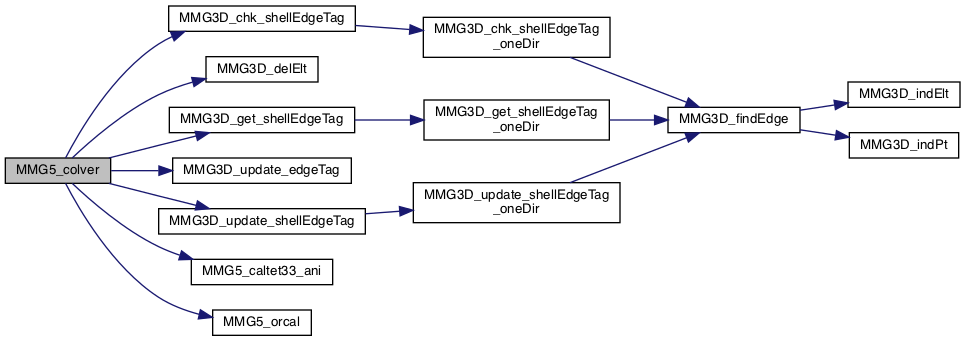 MMG5_colver
MMG3D_chk_shellEdgeTag
MMG3D_delElt
MMG3D_get_shellEdgeTag
MMG3D_update_edgeTag
MMG3D_update_shellEdgeTag
MMG5_caltet33_ani
MMG5_orcal
MMG3D_chk_shellEdgeTag
_oneDir
MMG3D_get_shellEdgeTag
_oneDir
MMG3D_update_shellEdgeTag
_oneDir
MMG3D_findEdge
MMG3D_indElt
MMG3D_indPt